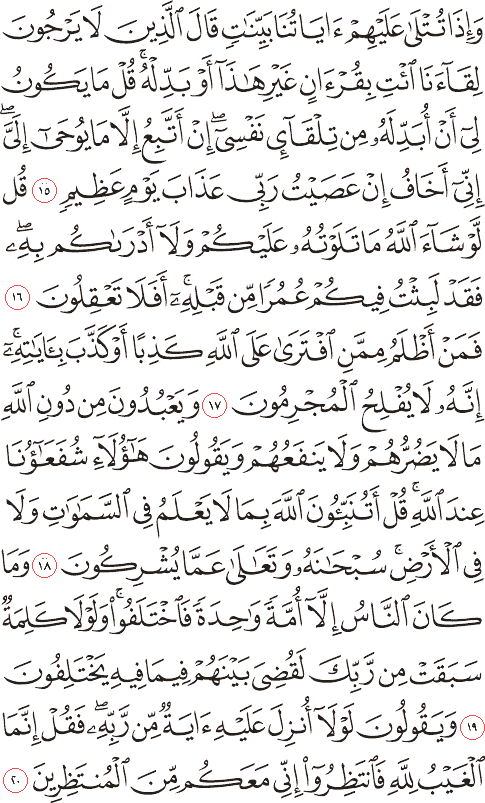 وَإِذَا تُتْلَىٰ عَلَيْهِمْ ءَايَاتُنَا بَيِّنَٰتٍ قَالَ ٱلَّذِينَ لَا يَرْجُونَ
لِقَآءَنَا ٱئْتِ بِقُرْءَانٍ غَيْرِ هَٰذَآ أَوْ بَدِّلْهُ ۚ قُلْ مَا يَكُونُ
لِىٓ أَنْ أُبَدِّلَهُۥ مِن تِلْقَآئِ نَفْسِىٓ ۖ إِنْ أَتَّبِعُ إِلَّا مَا يُوحَىٰٓ إِلَىَّ ۖ
إِنِّىٓ أَخَافُ إِنْ عَصَيْتُ رَبِّى عَذَابَ يَوْمٍ عَظِيمٍ ١٥ قُل
لَّوْ شَآءَ ٱللَّهُ مَا تَلَوْتُهُۥ عَلَيْكُمْ وَلَآ أَدْرَىٰكُم بِهِۦ ۖ
فَقَدْ لَبِثْتُ فِيكُمْ عُمُرًا مِّن قَبْلِهِۦٓ ۚ أَفَلَا تَعْقِلُونَ ١٦
فَمَنْ أَظْلَمُ مِمَّنِ ٱفْتَرَىٰ عَلَى ٱللَّهِ كَذِبًا أَوْ كَذَّبَ بِـَٔايَٰتِهِۦٓ ۚ
إِنَّهُۥ لَا يُفْلِحُ ٱلْمُجْرِمُونَ ١٧ وَيَعْبُدُونَ مِن دُونِ ٱللَّهِ
مَا لَا يَضُرُّهُمْ وَلَا يَنفَعُهُمْ وَيَقُولُونَ هَٰٓؤُلَآءِ شُفَعَٰٓؤُنَا
عِندَ ٱللَّهِ ۚ قُلْ أَتُنَبِّـُٔونَ ٱللَّهَ بِمَا لَا يَعْلَمُ فِى ٱلسَّمَٰوَٰتِ وَلَا
فِى ٱلْأَرْضِ ۚ سُبْحَٰنَهُۥ وَتَعَٰلَىٰ عَمَّا يُشْرِكُونَ ١٨ وَمَا
كَانَ ٱلنَّاسُ إِلَّآ أُمَّةً وَٰحِدَةً فَٱخْتَلَفُوا۟ ۚ وَلَوْلَا كَلِمَةٌ
سَبَقَتْ مِن رَّبِّكَ لَقُضِىَ بَيْنَهُمْ فِيمَا فِيهِ يَخْتَلِفُونَ
١٩ وَيَقُولُونَ لَوْلَآ أُنزِلَ عَلَيْهِ ءَايَةٌ مِّن رَّبِّهِۦ ۖ فَقُلْ إِنَّمَا
ٱلْغَيْبُ لِلَّهِ فَٱنتَظِرُوٓا۟ إِنِّى مَعَكُم مِّنَ ٱلْمُنتَظِرِينَ ٢٠